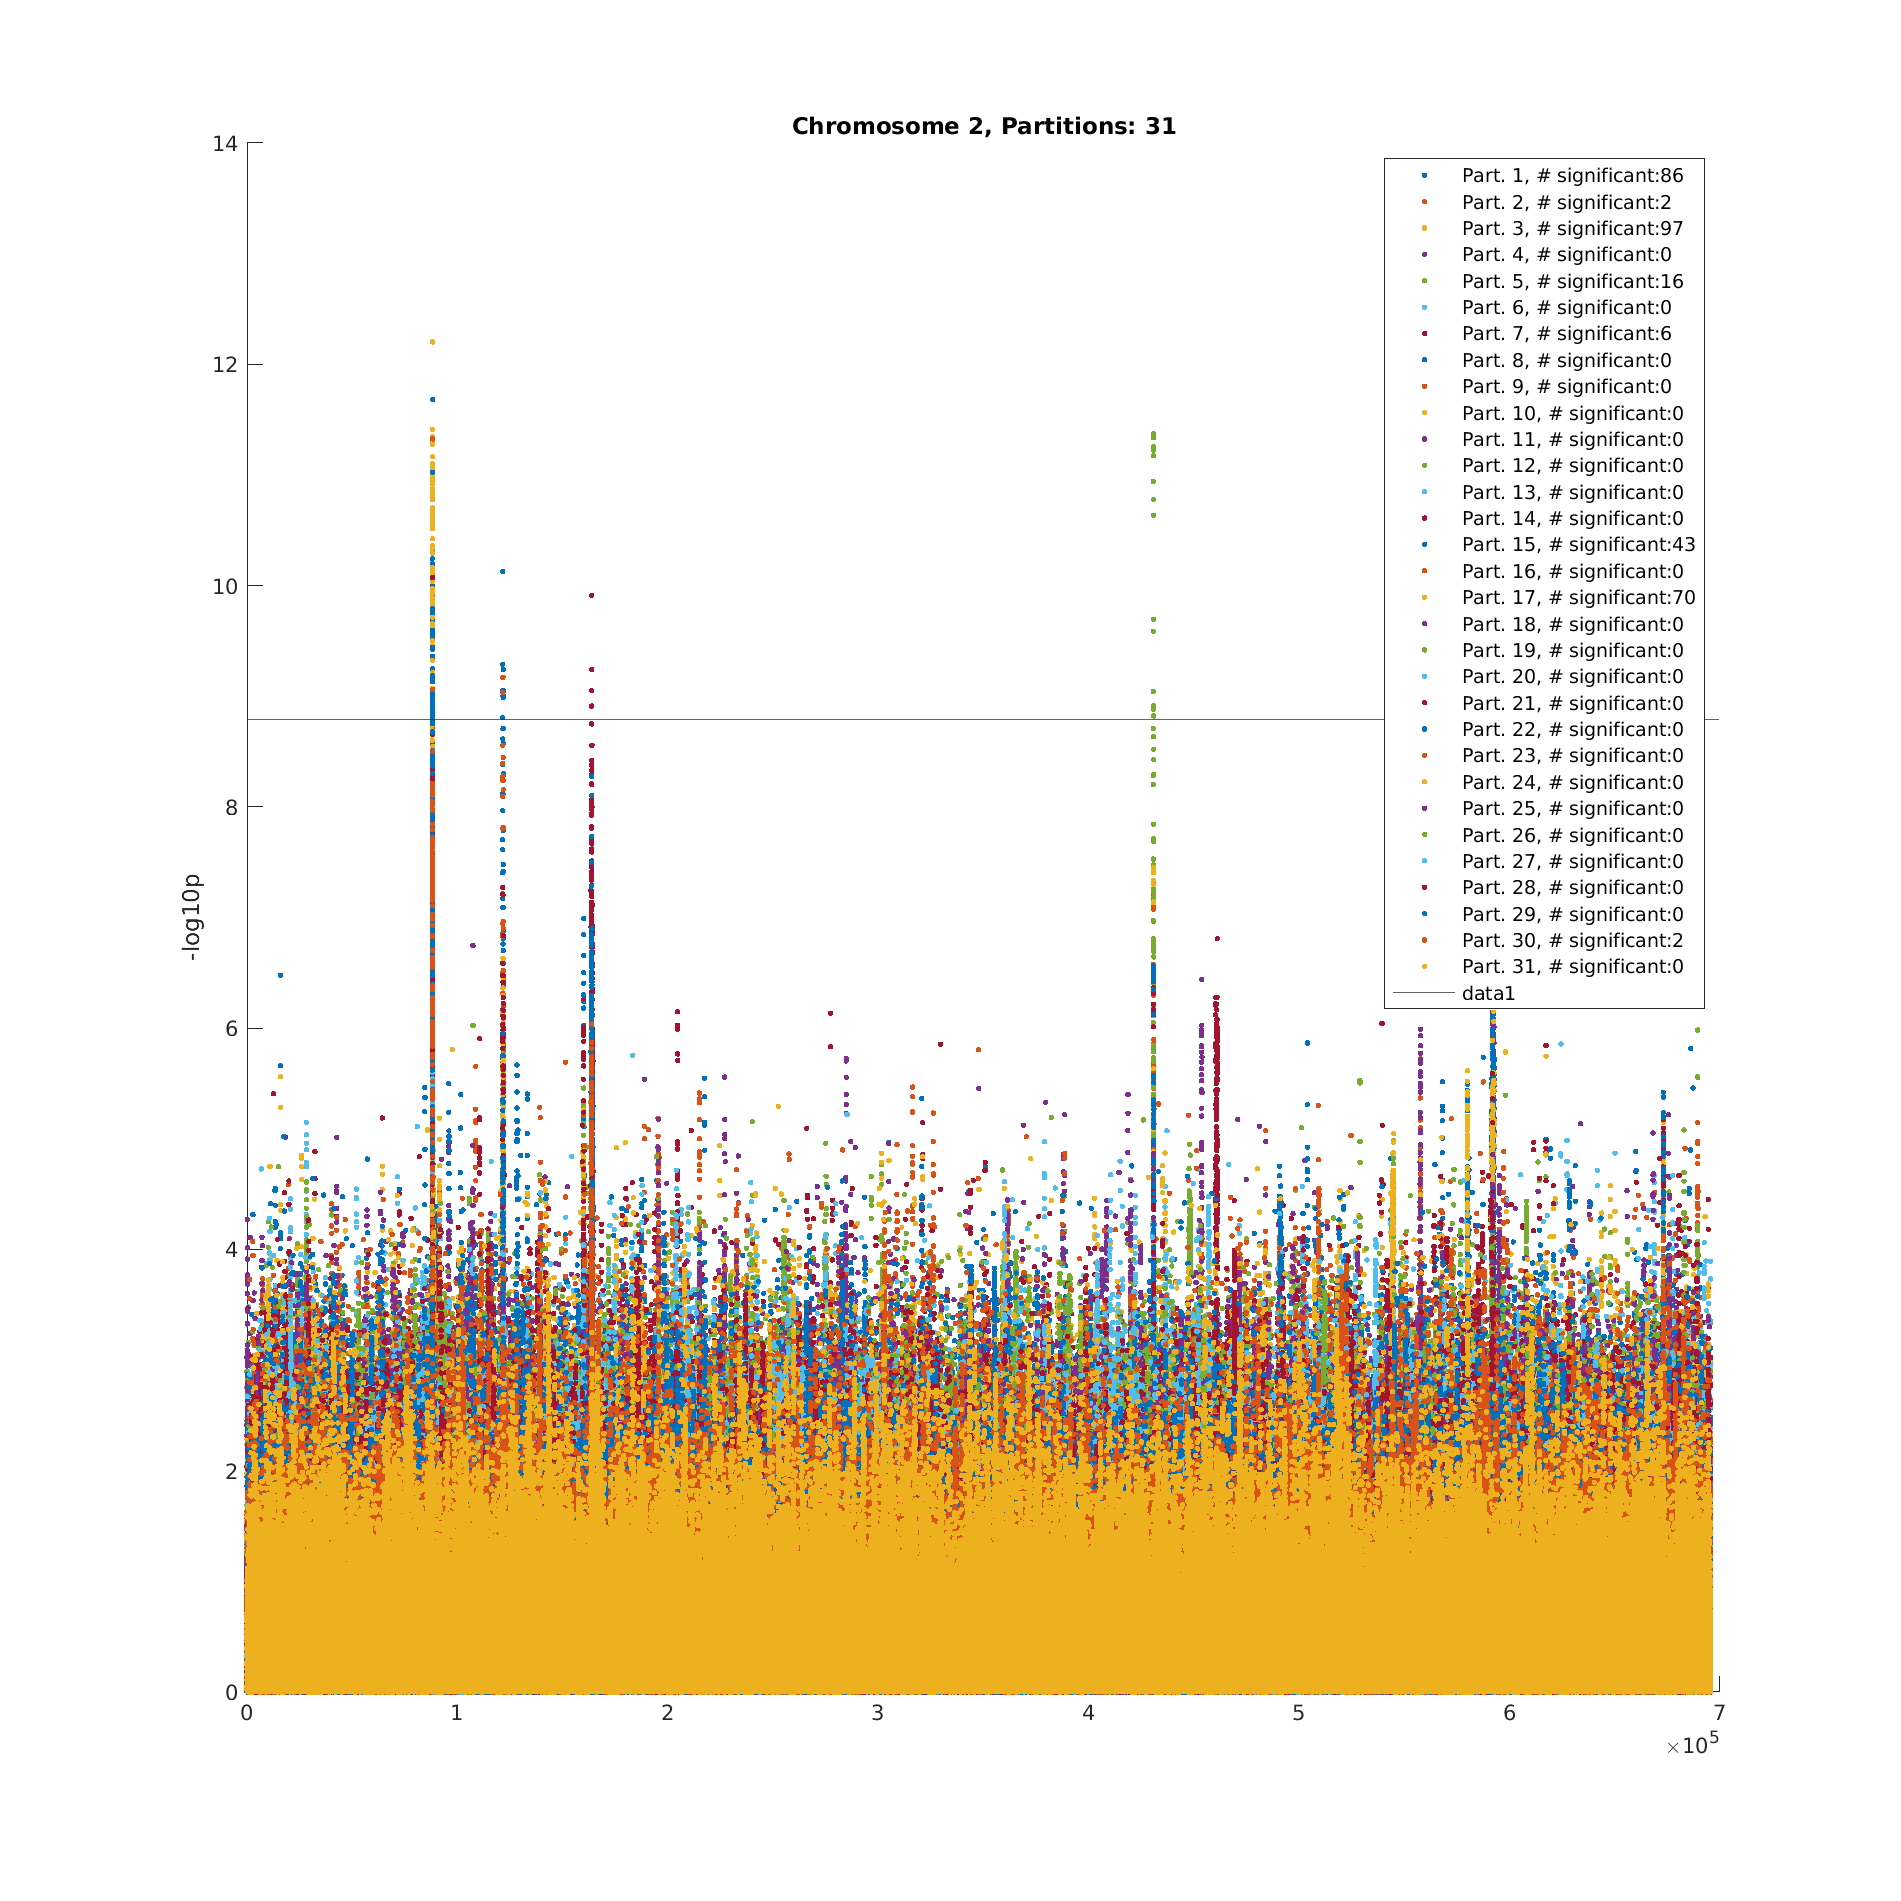 Chromosome 2, Partitions: 31
14
12
10
8
6
4
2
0
-log10p
Part. 1, # significant:86
Part. 2, # significant:2
Part. 3, # significant:97
Part. 4, # significant:0
Part. 5, # significant:16
Part. 6, # significant:0
Part. 7, # significant:6
Part. 8, # significant:0
Part. 9, # significant:0
Part. 10, # significant:0
Part. 11, # significant:0
Part. 12, # significant:0
Part. 13, # significant:0
Part. 14, # significant:0
Part. 15, # significant:43
Part. 16, # significant:0
Part. 17, # significant:70
Part. 18, # significant:0
Part. 19, # significant:0
Part. 20, # significant:0
Part. 21, # significant:0
Part. 22, # significant:0
Part. 23, # significant:0
Part. 24, # significant:0
Part. 25, # significant:0
Part. 26, # significant:0
Part. 27, # significant:0
Part. 28, # significant:0
Part. 29, # significant:0
Part. 30, # significant:2
Part. 31, # significant:0
data1
0 1 2 3 4 5 6 7
×10^5